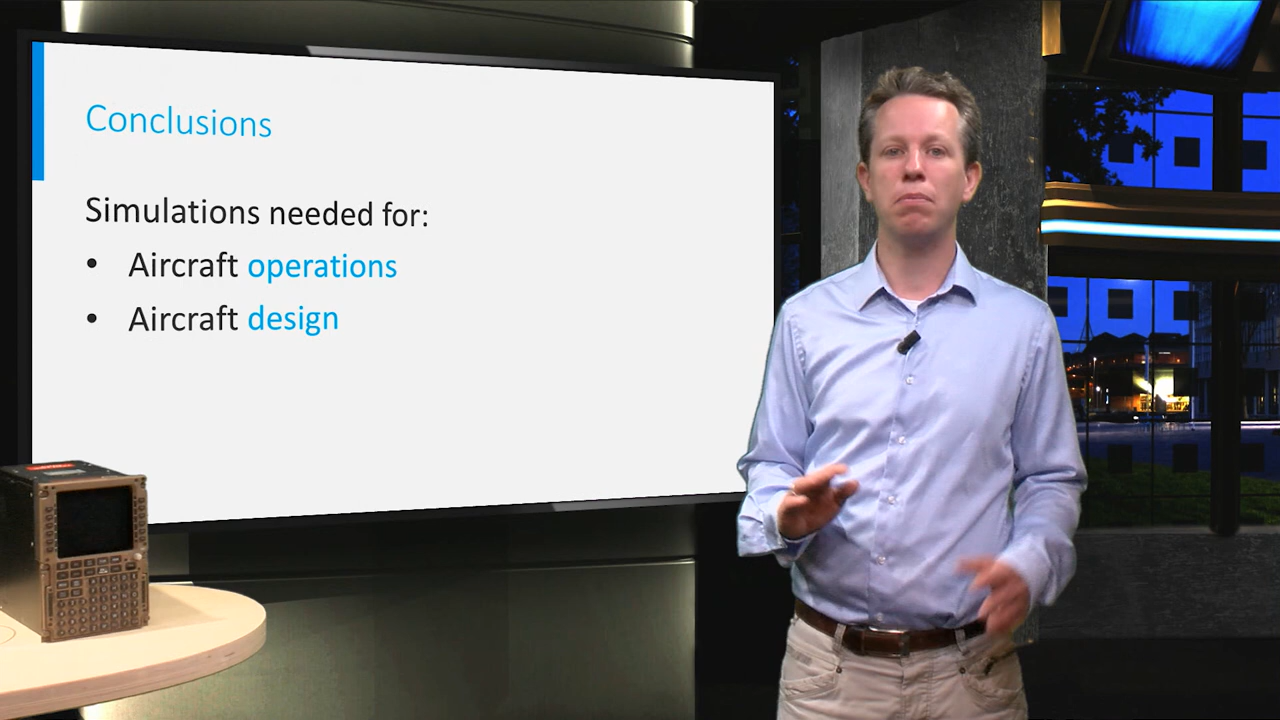 Conclusions
Simulations needed for:
• Aircraft operations
• Aircraft design